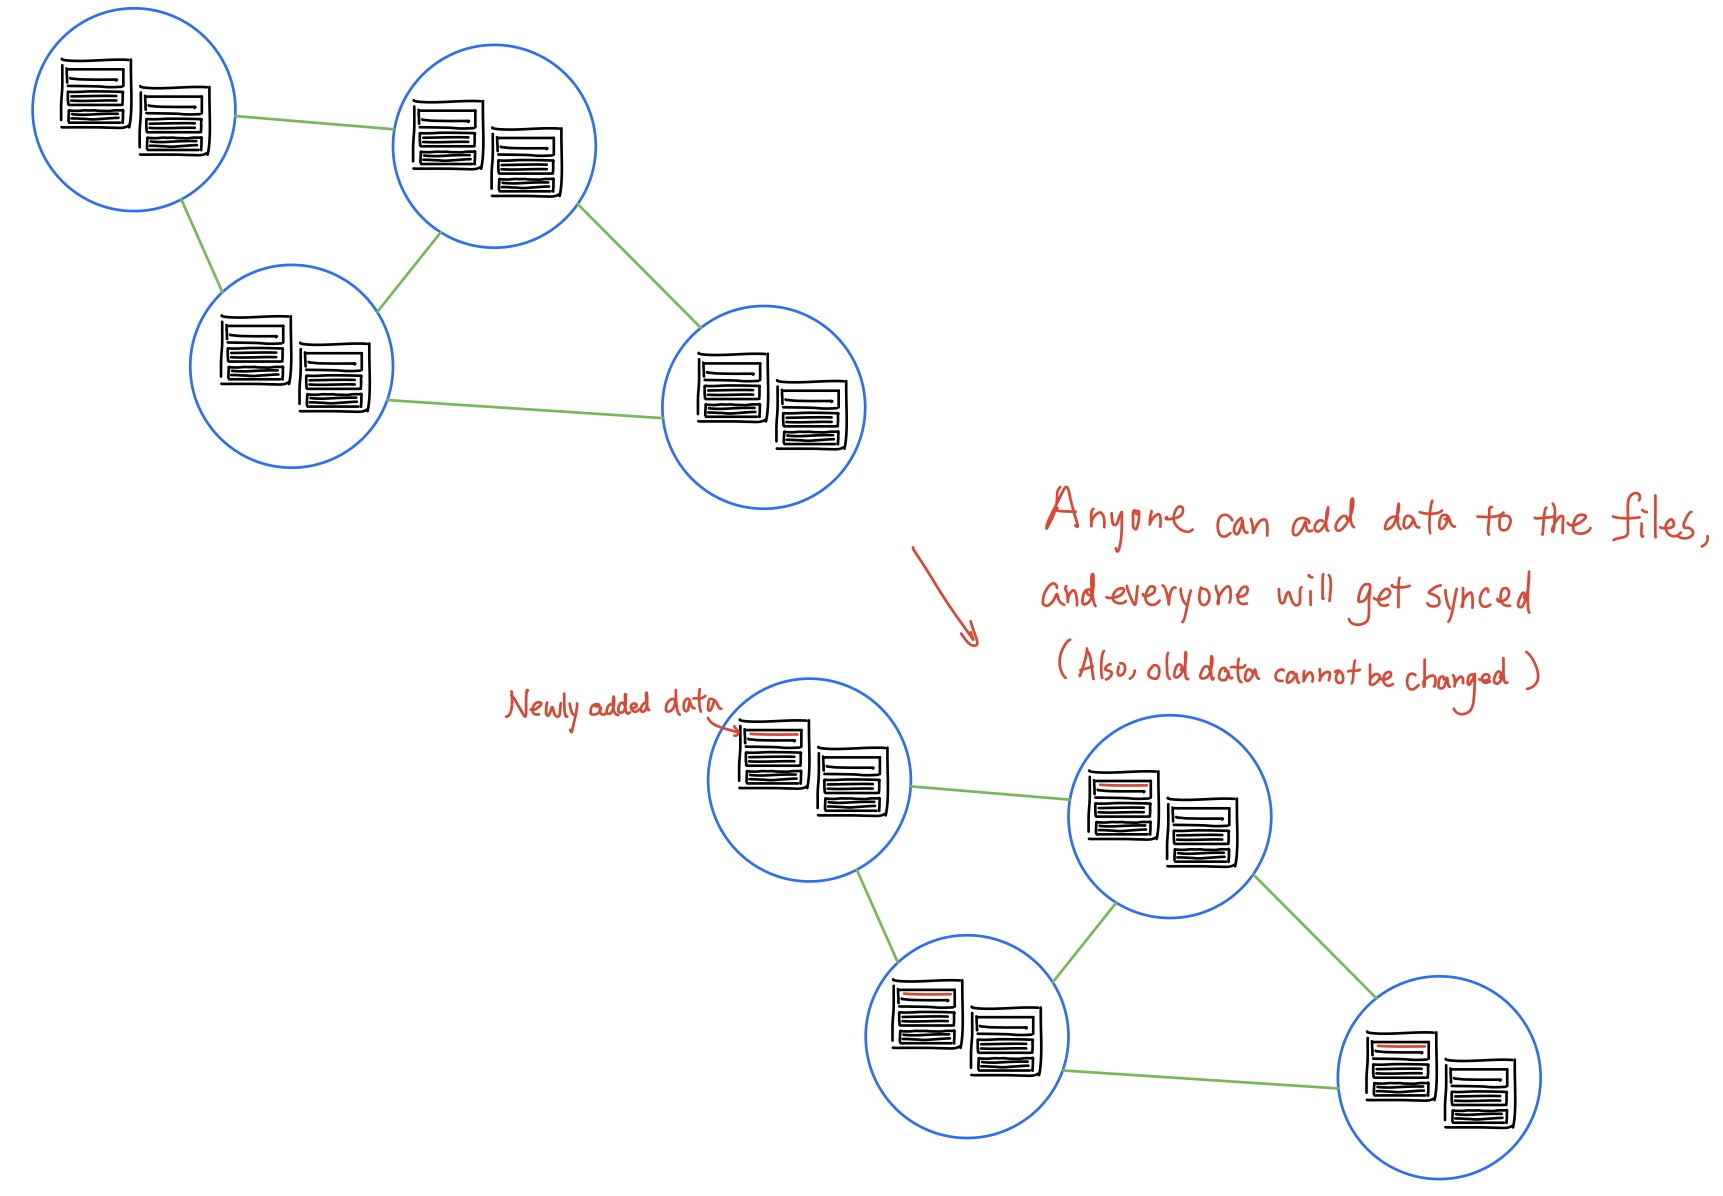 Anyone can add data to the files,
and everyone will get synced
(Also, old data cannot be changed)
Newly added data